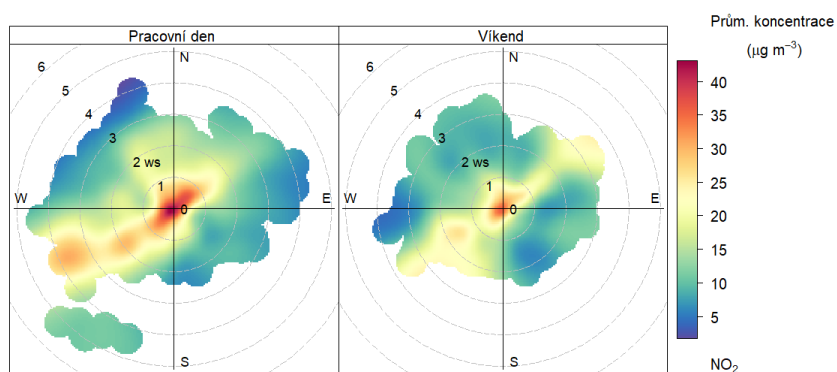 Pracovní den
Víkend
6
5
4
3
2 ws
1
0
N
W
E
S
6
5
4
3
2 ws
1
0
N
W
E
S
Prům. koncentrace
(μg m⁻³)
40
35
30
25
20
15
10
5
NO₂